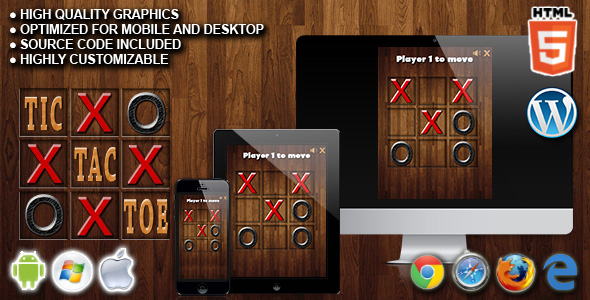 ● HIGH QUALITY GRAPHICS
● OPTIMIZED FOR MOBILE AND DESKTOP
● SOURCE CODE INCLUDED
● HIGHLY CUSTOMIZABLE
HTML
5
Player 1 to move
X X
X O
O O
W
TIC X O
X TAC X
O X TOE
Player 1 to move
X X
X O
O O
Player 1 to move
X X
X O
O O